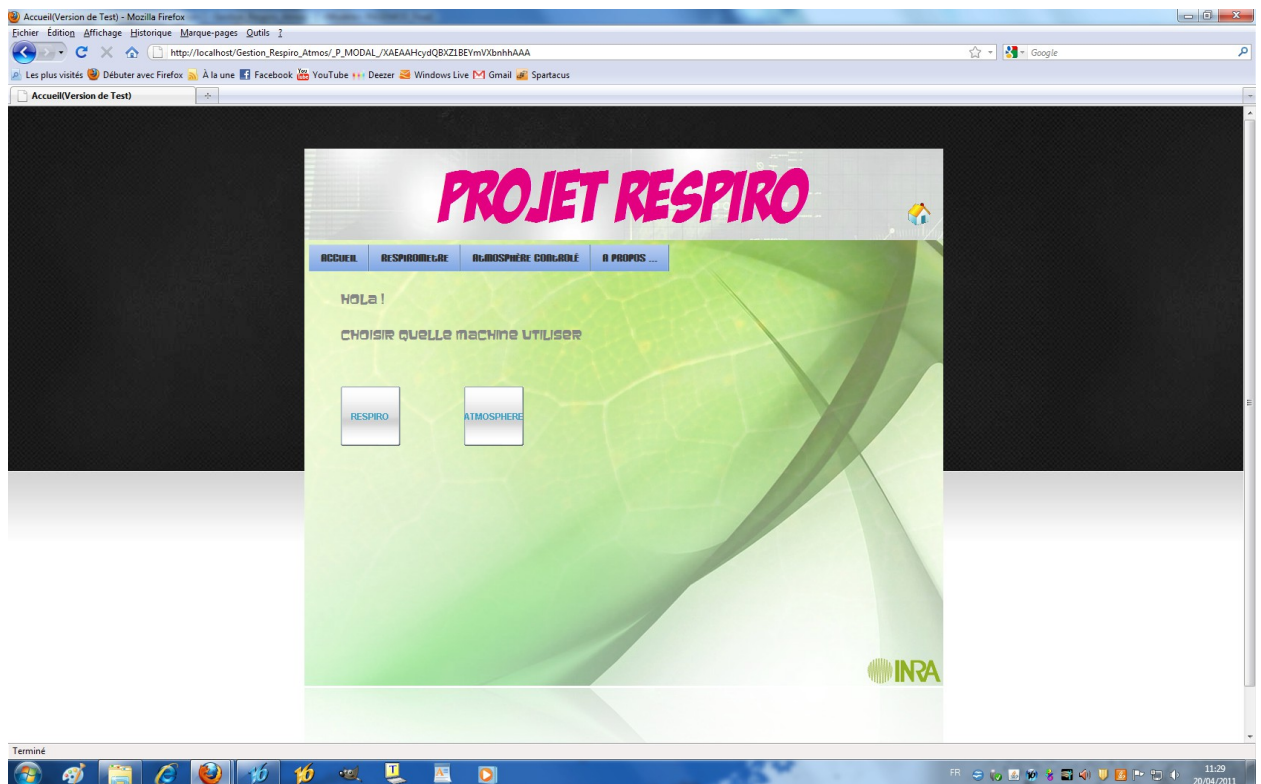 Accueil(Version de Test) - Mozilla Firefox
Fichier Édition Affichage Historique Marque-pages Outils ?
http://localhost/Gestion_Respiro_Atmos/_P_MODAL_/XAEAAHcydQBXZ1BEYmVXbnhhAAA
Google
Les plus visités Débuter avec Firefox À la une Facebook YouTube Deezer Windows Live Gmail Spartacus
Accueil(Version de Test)
PROJET RESPIRO
ACCUEIL RESPIROMETRE ATMOSPHÈRE CONTROLÉ A PROPOS ...
HOLA !
CHOISIR QUELLE MACHINE UTILISER
RESPIRO ATMOSPHERE
INRA
Terminé
FR 11:29
20/04/2011